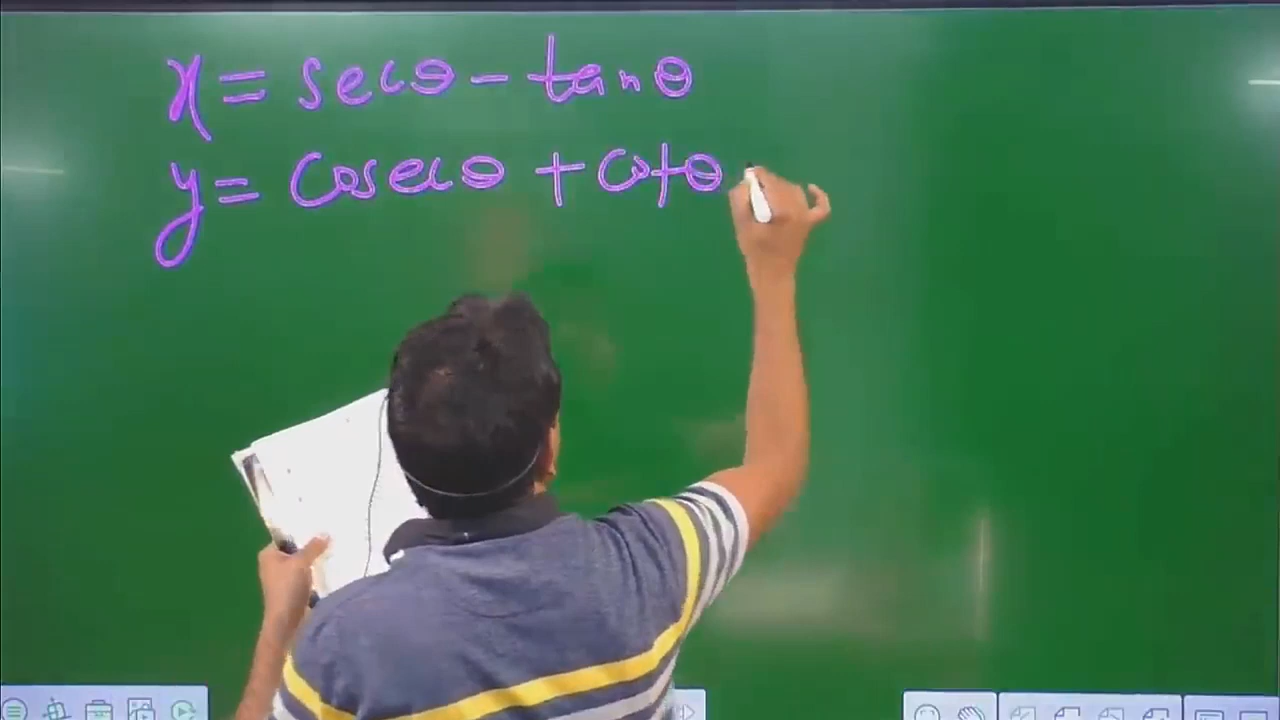 x = secθ - tanθ
y = cosecθ + cotθ